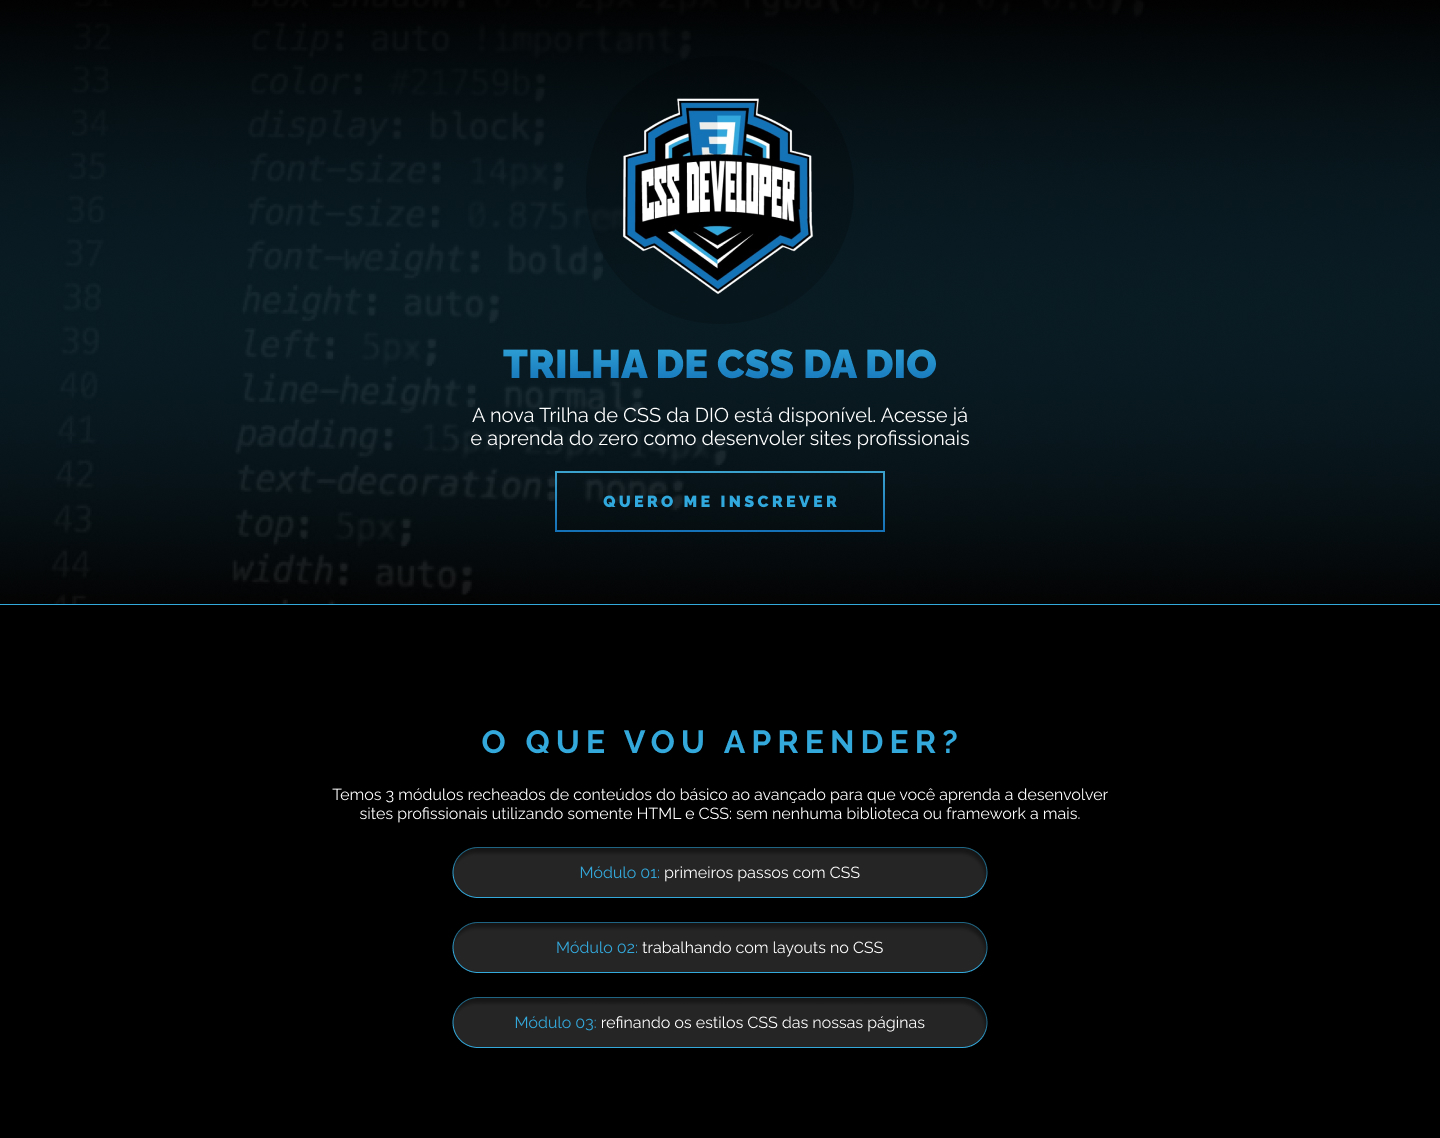 32 clip: auto !important;
33 color: #21759b;
34 display: block;
35 font-size: 14px;
36 font-size:
37 font-weight: bold;
38 height: auto;
39 left: 5px;
40 line-height: normal;
41 padding:
42 text-decoration: none;
43 top: 5px;
44 width: auto;
3
CSS DEVELOPER
TRILHA DE CSS DA DIO
A nova Trilha de CSS da DIO está disponível. Acesse já
e aprenda do zero como desenvoler sites profissionais
QUERO ME INSCREVER
O QUE VOU APRENDER?
Temos 3 módulos recheados de conteúdos do básico ao avançado para que você aprenda a desenvolver
sites profissionais utilizando somente HTML e CSS: sem nenhuma biblioteca ou framework a mais.
Módulo 01: primeiros passos com CSS
Módulo 02: trabalhando com layouts no CSS
Módulo 03: refinando os estilos CSS das nossas páginas